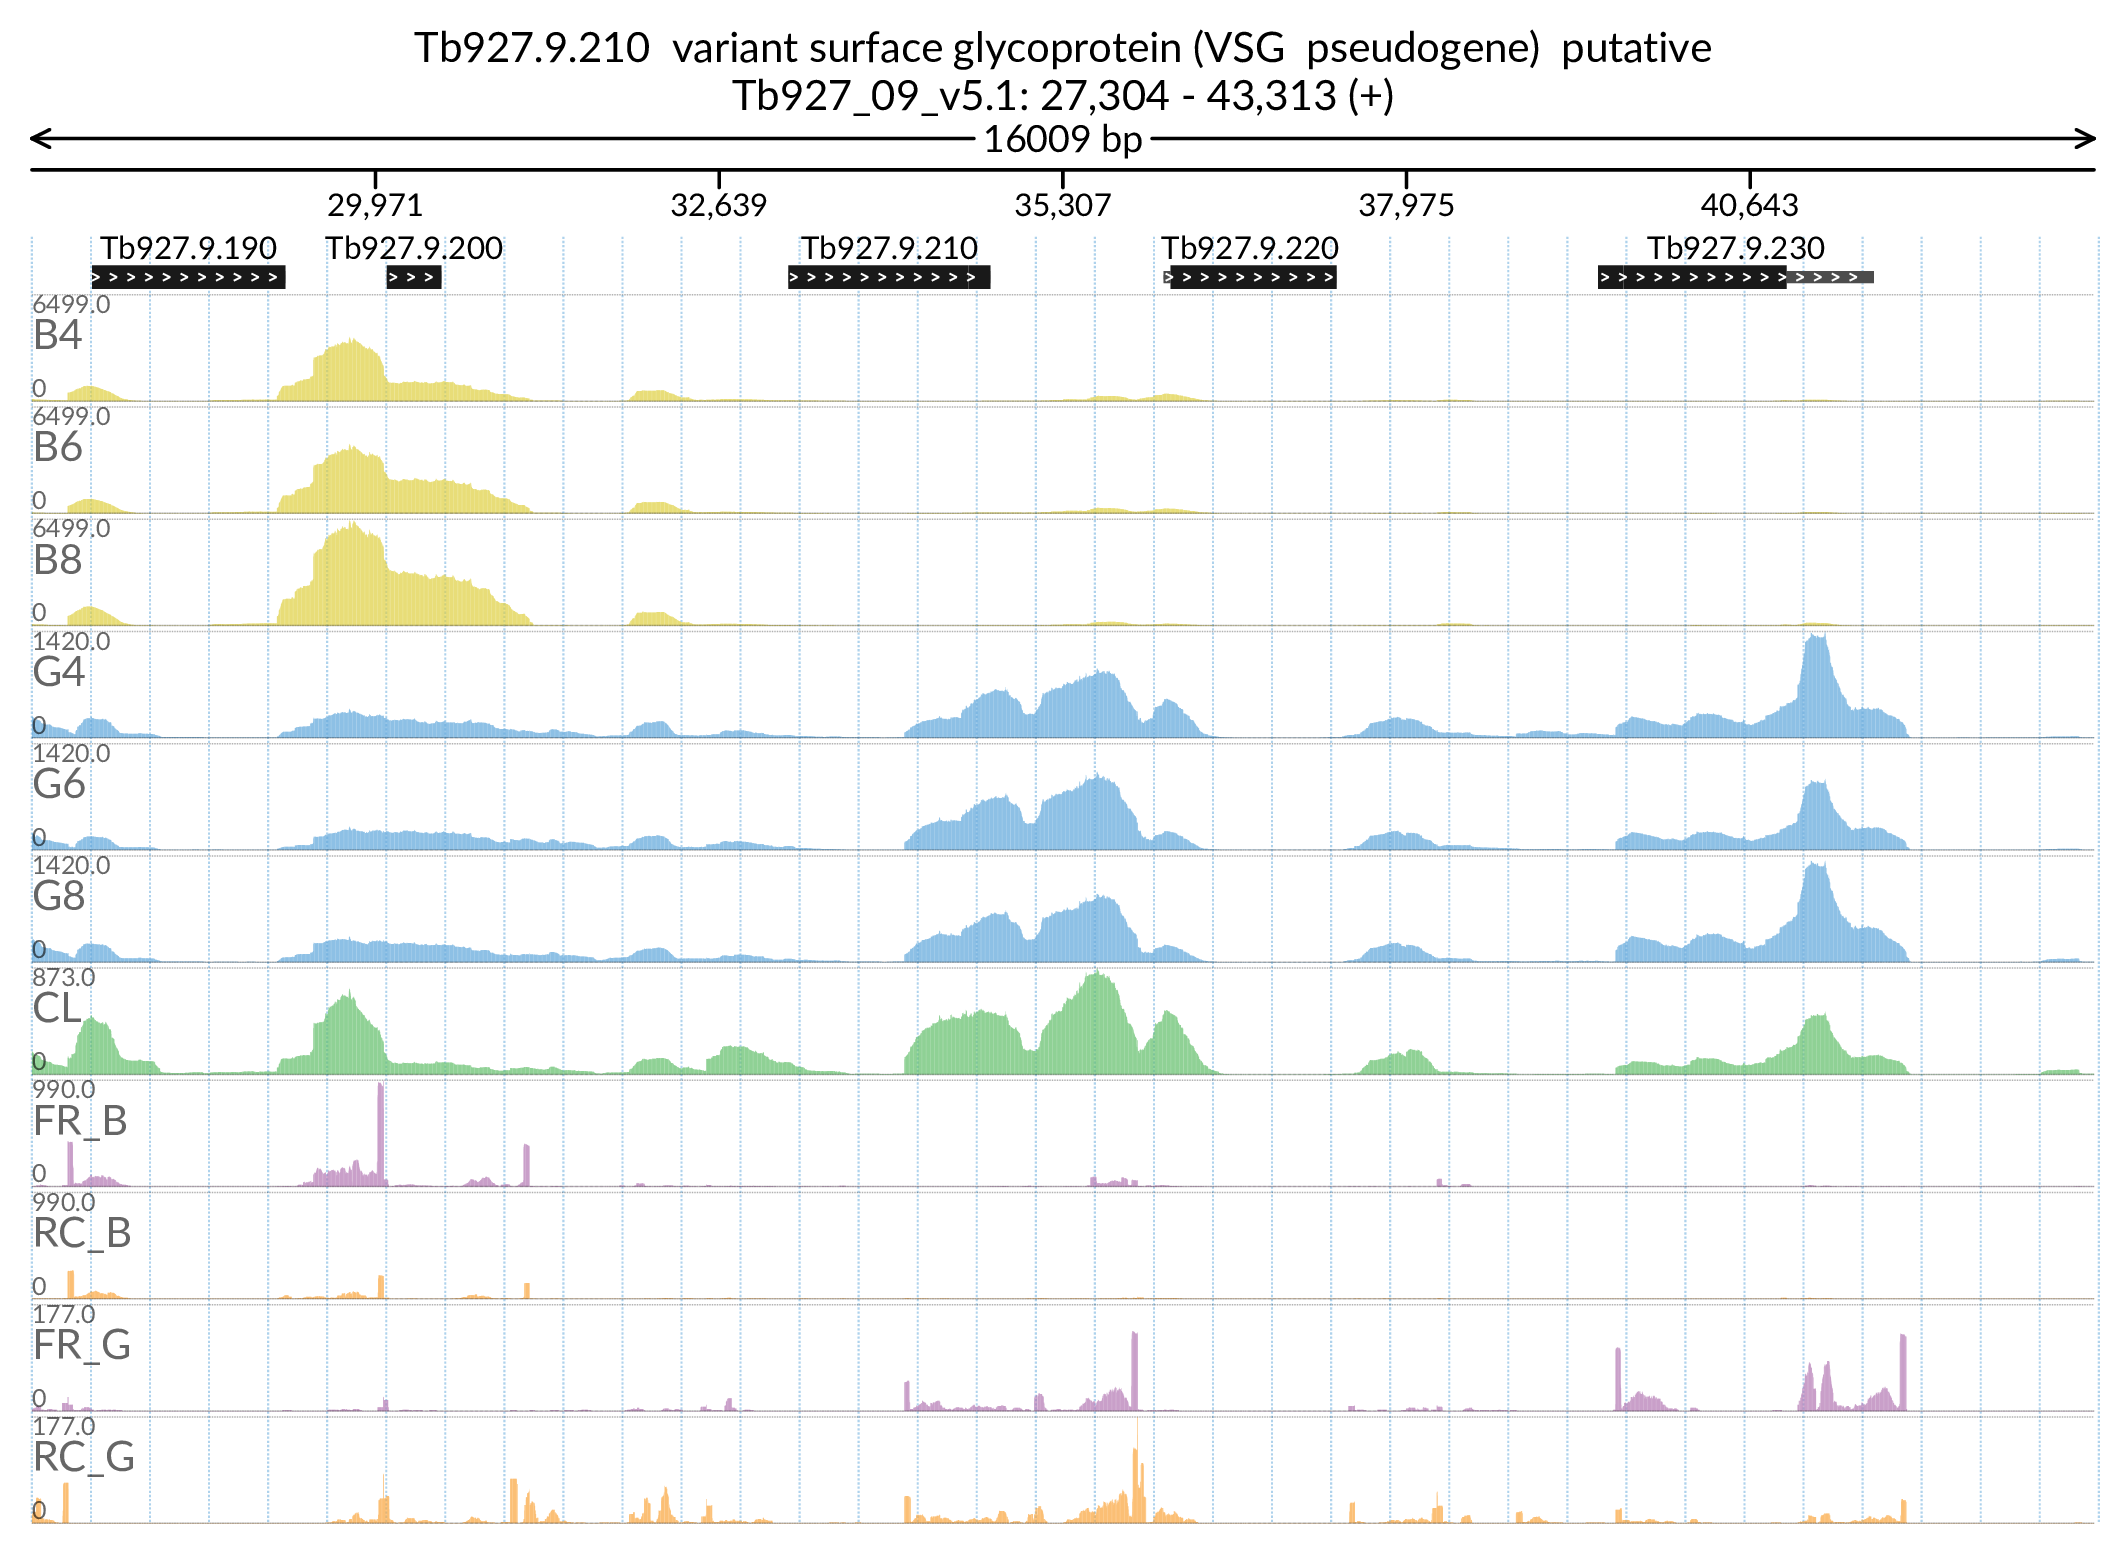 Tb927.9.210 variant surface glycoprotein (VSG pseudogene) putative
Tb927_09_v5.1: 27,304 - 43,313 (+)
16009 bp
29,971 32,639 35,307 37,975 40,643
Tb927.9.190 Tb927.9.200 Tb927.9.210 Tb927.9.220 Tb927.9.230
6499.0
B4
0
6499.0
B6
0
6499.0
B8
0
1420.0
G4
0
1420.0
G6
0
1420.0
G8
0
873.0
CL
0
990.0
FR_B
0
990.0
RC_B
0
177.0
FR_G
0
177.0
RC_G
0